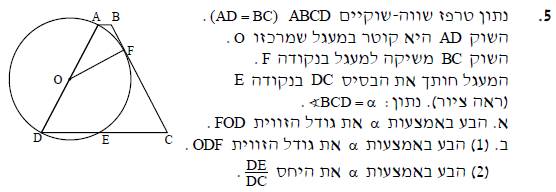 5. נתון טרפז שווה-שוקיים ABCD (AD = BC).
השוק AD היא קוטר במעגל שמרכזו O.
השוק BC משיקה למעגל בנקודה F.
המעגל חותך את הבסיס DC בנקודה E
(ראה ציור). נתון: ∢BCD = α.
א. הבע באמצעות α את גודל הזווית FOD.
ב. (1) הבע באמצעות α את גודל הזווית ODF.
(2) הבע באמצעות α את היחס DE/DC.
A B
F
O
D E C